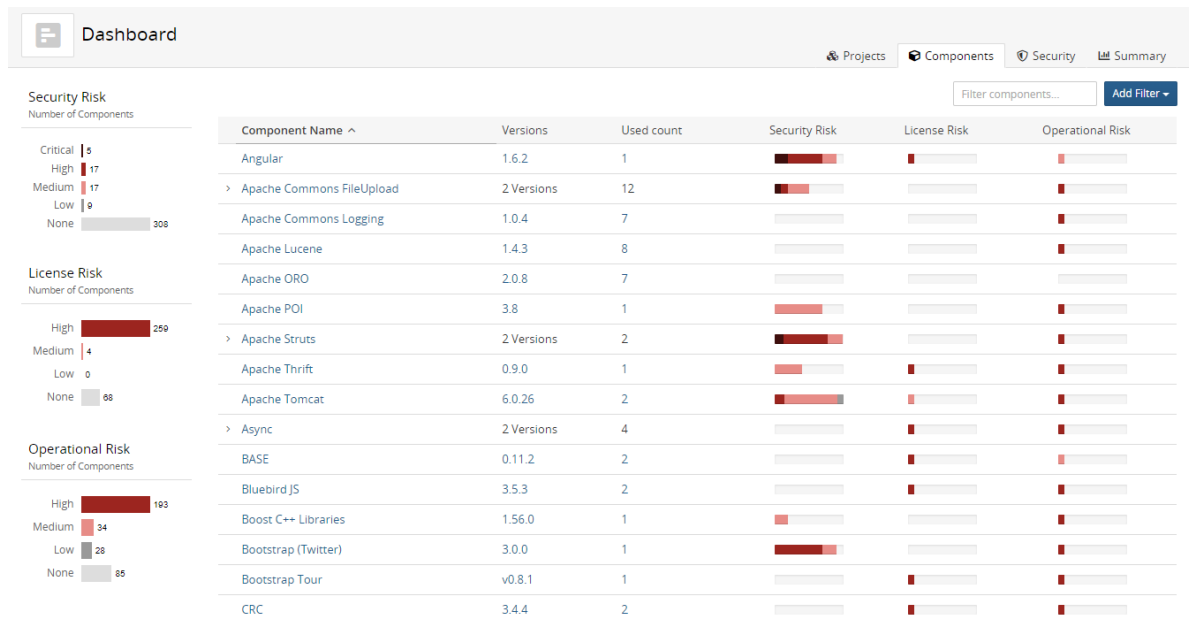 Dashboard
Projects Components Security Summary
Filter components... Add Filter
Security Risk
Number of Components
Critical 5
High 17
Medium 17
Low 9
None 308
License Risk
Number of Components
High 259
Medium 4
Low 0
None 68
Operational Risk
Number of Components
High 193
Medium 34
Low 28
None 85
Component Name Versions Used count Security Risk License Risk Operational Risk
Angular 1.6.2 1
Apache Commons FileUpload 2 Versions 12
Apache Commons Logging 1.0.4 7
Apache Lucene 1.4.3 8
Apache ORO 2.0.8 7
Apache POI 3.8 1
Apache Struts 2 Versions 2
Apache Thrift 0.9.0 1
Apache Tomcat 6.0.26 2
Async 2 Versions 4
BASE 0.11.2 2
Bluebird JS 3.5.3 2
Boost C++ Libraries 1.56.0 1
Bootstrap (Twitter) 3.0.0 1
Bootstrap Tour v0.8.1 1
CRC 3.4.4 2